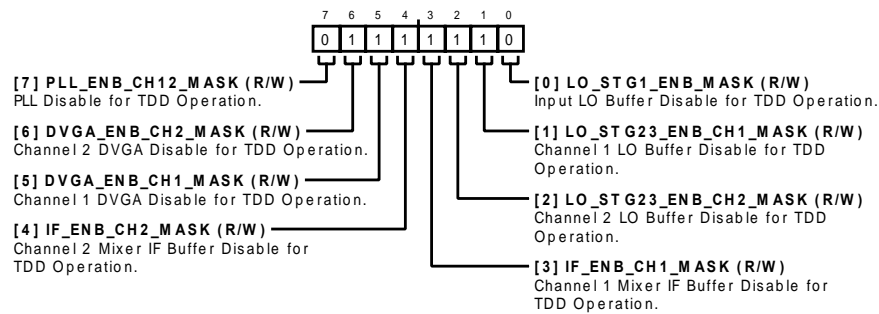 7 6 5 4 3 2 1 0
0 1 1 1 1 1 1 0
[7] PLL_ENB_CH12_MASK (R/W)
PLL Disable for TDD Operation.
[6] DVGA_ENB_CH2_MASK (R/W)
Channel 2 DVGA Disable for TDD Operation.
[5] DVGA_ENB_CH1_MASK (R/W)
Channel 1 DVGA Disable for TDD Operation.
[4] IF_ENB_CH2_MASK (R/W)
Channel 2 Mixer IF Buffer Disable for
TDD Operation.
[0] LO_STG1_ENB_MASK (R/W)
Input LO Buffer Disable for TDD Operation.
[1] LO_STG23_ENB_CH1_MASK (R/W)
Channel 1 LO Buffer Disable for TDD
Operation.
[2] LO_STG23_ENB_CH2_MASK (R/W)
Channel 2 LO Buffer Disable for TDD
Operation.
[3] IF_ENB_CH1_MASK (R/W)
Channel 1 Mixer IF Buffer Disable for
TDD Operation.